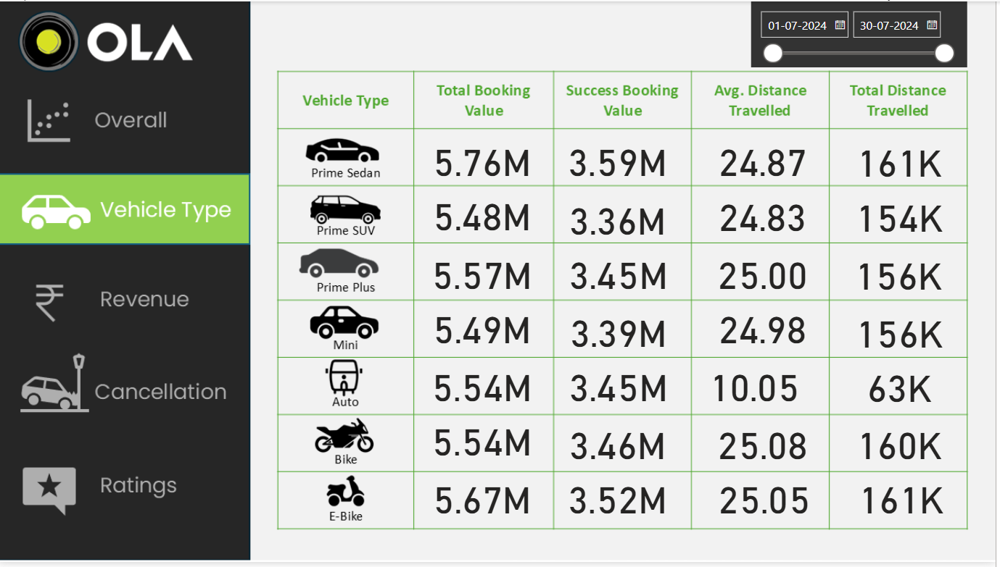 OLA
01-07-2024 30-07-2024
Overall
Vehicle Type
Revenue
Cancellation
Ratings
Vehicle Type Total Booking Value Success Booking Value Avg. Distance Travelled Total Distance Travelled
Prime Sedan 5.76M 3.59M 24.87 161K
Prime SUV 5.48M 3.36M 24.83 154K
Prime Plus 5.57M 3.45M 25.00 156K
Mini 5.49M 3.39M 24.98 156K
Auto 5.54M 3.45M 10.05 63K
Bike 5.54M 3.46M 25.08 160K
E-Bike 5.67M 3.52M 25.05 161K